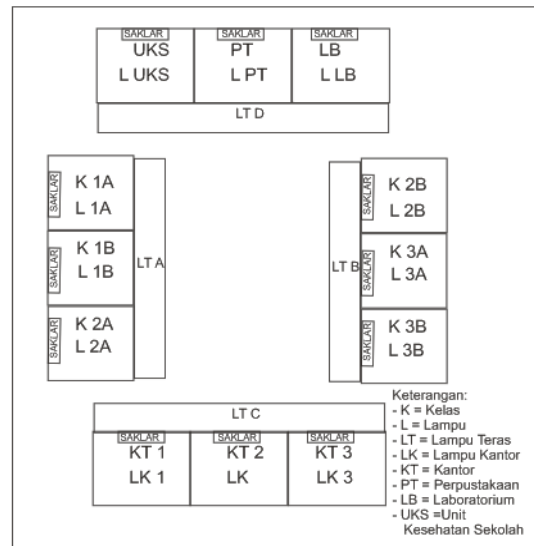 SAKLAR SAKLAR SAKLAR
UKS PT LB
L UKS L PT L LB
LT D
SAKLAR
K 1A
L 1A
SAKLAR
K 1B
L 1B
SAKLAR
K 2A
L 2A
LT A
LT B
SAKLAR
K 2B
L 2B
SAKLAR
K 3A
L 3A
SAKLAR
K 3B
L 3B
LT C
SAKLAR SAKLAR SAKLAR
KT 1 KT 2 KT 3
LK 1 LK LK 3
Keterangan:
- K = Kelas
- L = Lampu
- LT = Lampu Teras
- LK = Lampu Kantor
- KT = Kantor
- PT = Perpustakaan
- LB = Laboratorium
- UKS =Unit
Kesehatan Sekolah